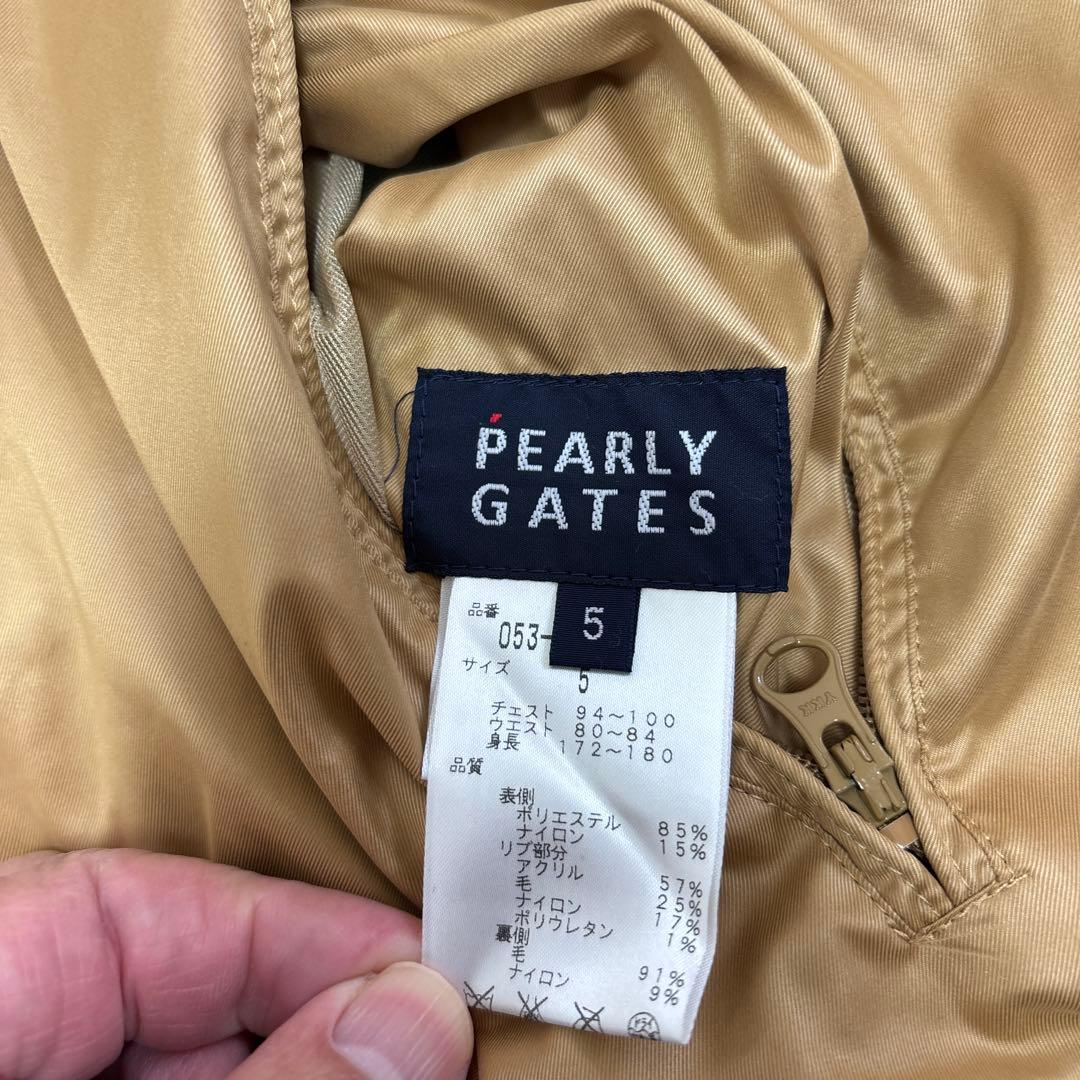 PEARLY
GATES
5
品番
053-
サイズ
5
チェスト 94〜100
ウエスト 80〜84
身長 172〜180
品質
表側
ポリエステル 85%
ナイロン 15%
リブ部分
アクリル 57%
毛 25%
ナイロン 17%
ポリウレタン 1%
裏側
毛 91%
ナイロン 9%
ドライ
YKK